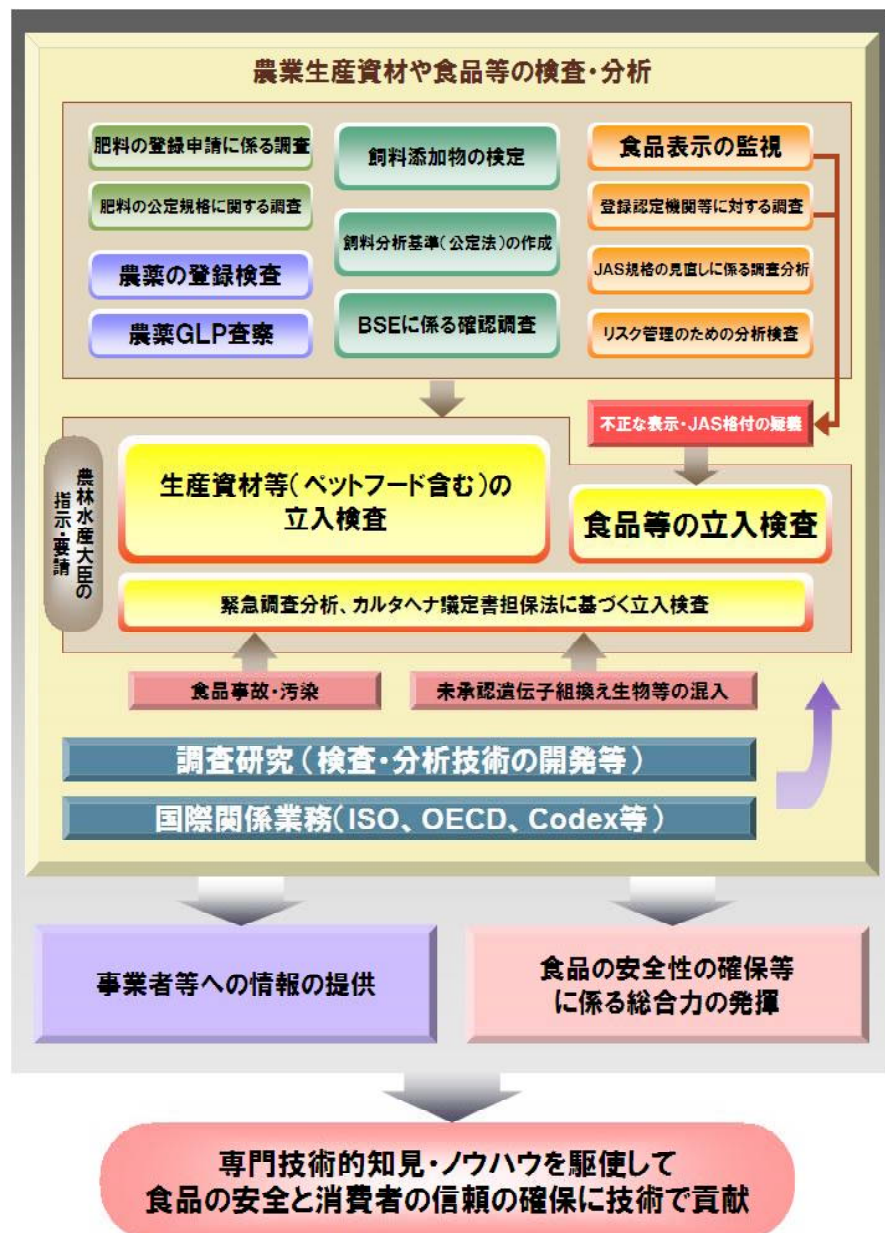 農業生産資材や食品等の検査・分析
肥料の登録申請に係る調査
肥料の公定規格に関する調査
農薬の登録検査
農薬GLP査察
飼料添加物の検定
飼料分析基準(公定法)の作成
BSEに係る確認調査
食品表示の監視
登録認定機関等に対する調査
JAS規格の見直しに係る調査分析
リスク管理のための分析検査
不正な表示・JAS格付の疑義
農林水産大臣の
指示・要請
生産資材等(ペットフード含む)の
立入検査
食品等の立入検査
緊急調査分析、カルタヘナ議定書担保法に基づく立入検査
食品事故・汚染
未承認遺伝子組換え生物等の混入
調査研究(検査・分析技術の開発等)
国際関係業務(ISO、OECD、Codex等)
事業者等への情報の提供
食品の安全性の確保等
に係る総合力の発揮
専門技術的知見・ノウハウを駆使して
食品の安全と消費者の信頼の確保に技術で貢献